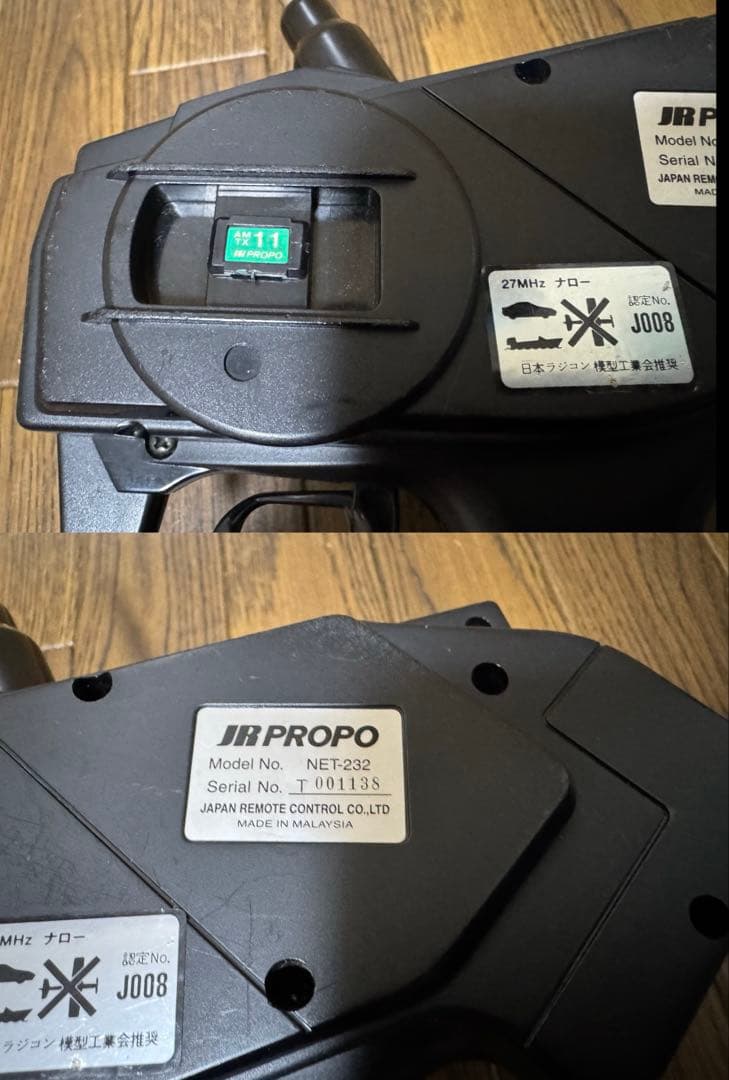 AM
TX 11
JR PROPO
JR P
Model No
Serial N
JAPAN REM
MAD
27MHz ナロー
認定No.
J008
日本ラジコン模型工業会推奨
JR PROPO
Model No. NET-232
Serial No. T 001138
JAPAN REMOTE CONTROL CO.,LTD
MADE IN MALAYSIA
MHz ナロー
認定No.
J008
ラジコン模型工業会推奨